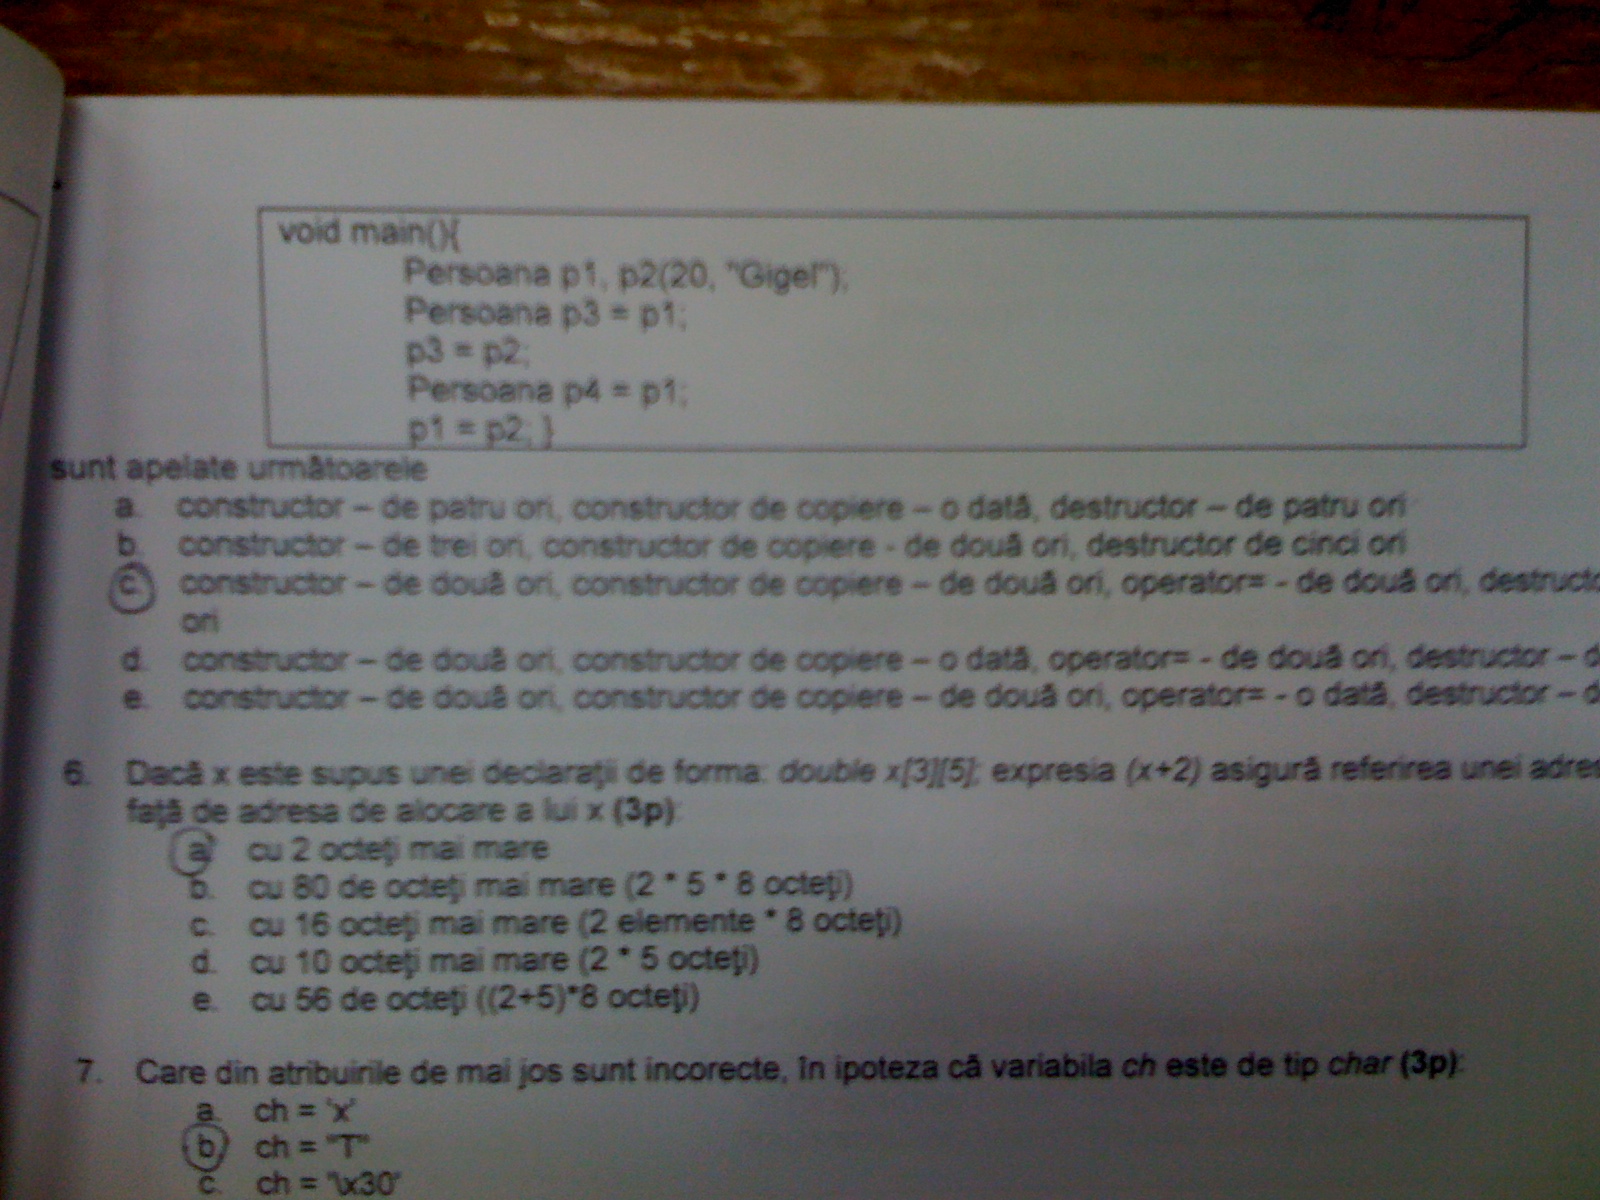 void main(){
Persoana p1, p2(20, "Gigel");
Persoana p3 = p1;
p3 = p2;
Persoana p4 = p1;
p1 = p2; }
sunt apelate următoarele
a. constructor – de patru ori, constructor de copiere – o dată, destructor – de patru ori
b. constructor – de trei ori, constructor de copiere - de două ori, destructor de cinci ori
c. constructor – de două ori, constructor de copiere – de două ori, operator= - de două ori,
ori
d. constructor – de două ori, constructor de copiere – o dată, operator= - de două ori, destructor –
e. constructor – de două ori, constructor de copiere – de două ori, operator= - o dată, destructor –
6. Dacă x este supus unei declaraţii de forma: double x[3][5]; expresia (x+2) asigură referirea unei
faţă de adresa de alocare a lui x (3p):
a. cu 2 octeţi mai mare
b. cu 80 de octeţi mai mare (2 * 5 * 8 octeţi)
c. cu 16 octeţi mai mare (2 elemente * 8 octeţi)
d. cu 10 octeţi mai mare (2 * 5 octeţi)
e. cu 56 de octeţi ((2+5)*8 octeţi)
7. Care din atribuirile de mai jos sunt incorecte, în ipoteza că variabila ch este de tip char (3p):
a. ch = 'x'
b. ch = "T"
c. ch = '\x30'